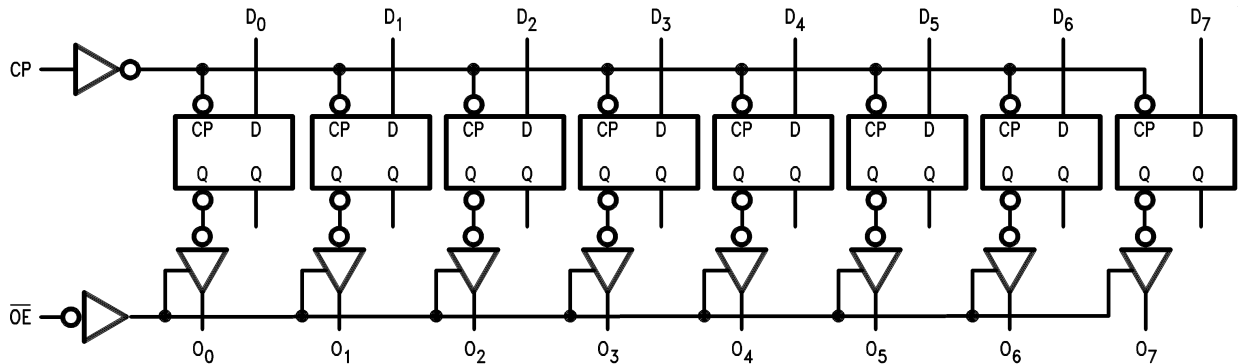 D₀ D₁ D₂ D₃ D₄ D₅ D₆ D₇
CP
CP D CP D CP D CP D CP D CP D CP D CP D
Q Q Q Q Q Q Q Q Q Q Q Q Q Q Q Q
O̅E̅
O₀ O₁ O₂ O₃ O₄ O₅ O₆ O₇